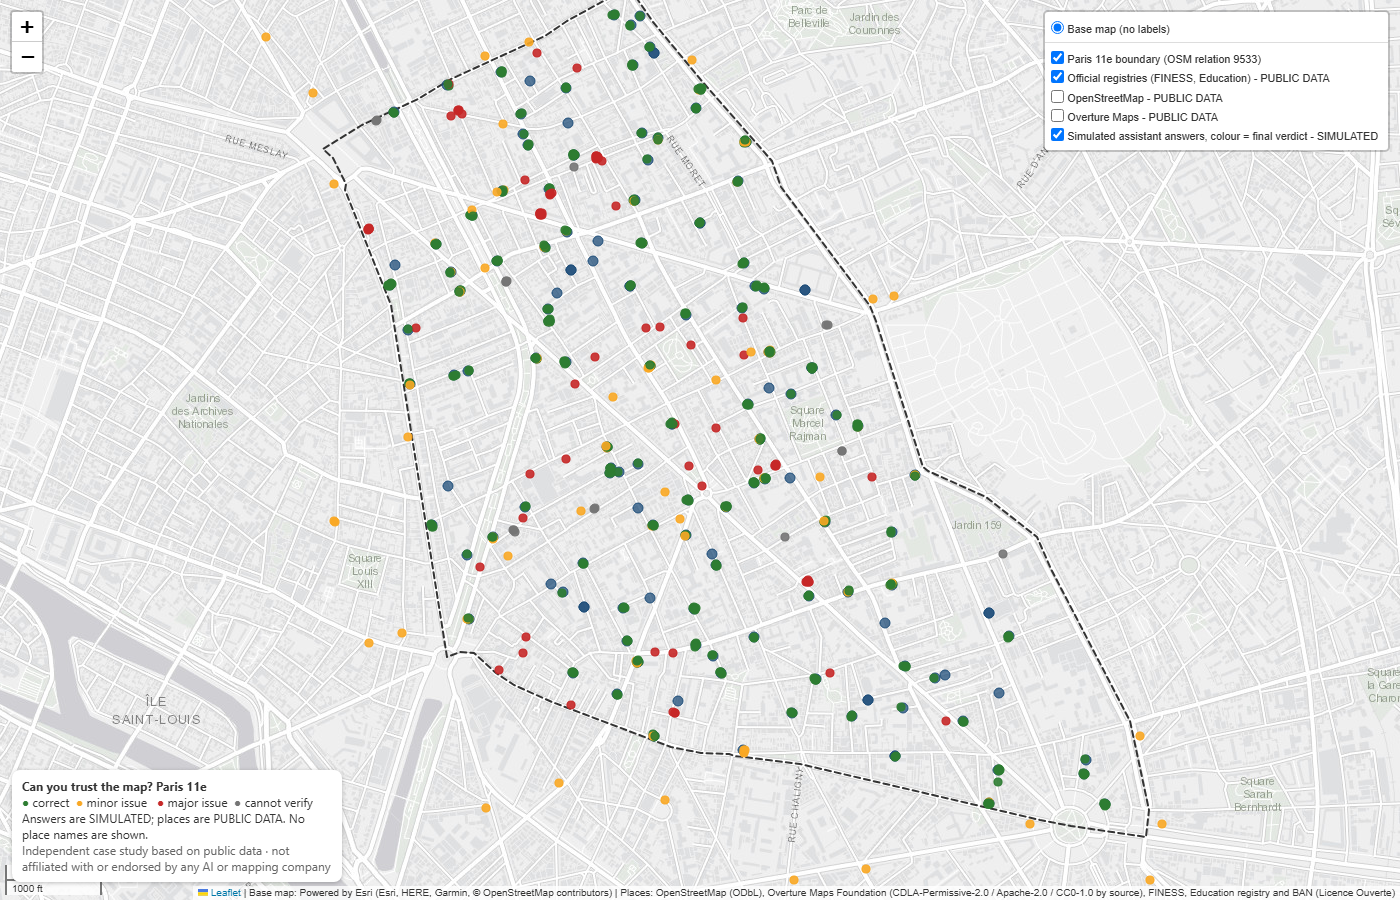 +
−
Parc de
Belleville
Jardin des
Couronnes
Base map (no labels)
Paris 11e boundary (OSM relation 9533)
Official registries (FINESS, Education) - PUBLIC DATA
OpenStreetMap - PUBLIC DATA
Overture Maps - PUBLIC DATA
Simulated assistant answers, colour = final verdict - SIMULATED
RUE MESLAY
RUE MORET
RUE D'AN
Sq
Sév
Jardins
des Archives
Nationales
Square
Marcel
Rajman
Jardin 159
Square
Louis
XIII
ÎLE
SAINT-LOUIS
Square
la Gare
Charon
Square
Sarah
Bernhardt
RUE CHALIGNY
Can you trust the map? Paris 11e
correct minor issue major issue cannot verify
Answers are SIMULATED; places are PUBLIC DATA. No
place names are shown.
Independent case study based on public data · not
affiliated with or endorsed by any AI or mapping company
1000 ft
Leaflet | Base map: Powered by Esri (Esri, HERE, Garmin, © OpenStreetMap contributors) | Places: OpenStreetMap (ODbL), Overture Maps Foundation (CDLA-Permissive-2.0 / Apache-2.0 / CC0-1.0 by source), FINESS, Education registry and BAN (Licence Ouverte)